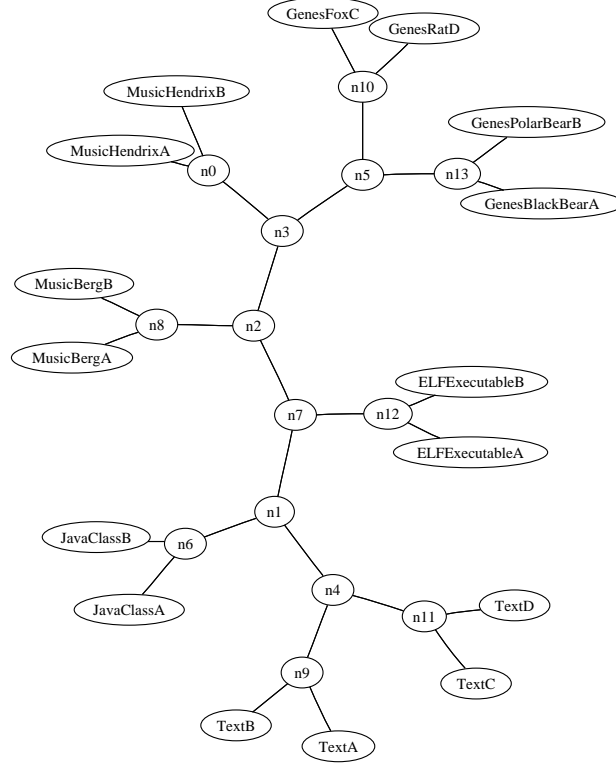 GenesFoxC
GenesRatD
n10
MusicHendrixB
GenesPolarBearB
MusicHendrixA
n0
n5
n13
GenesBlackBearA
n3
MusicBergB
n8
n2
MusicBergA
ELFExecutableB
n7
n12
ELFExecutableA
n1
JavaClassB
n6
n4
JavaClassA
TextD
n11
n9
TextC
TextB
TextA